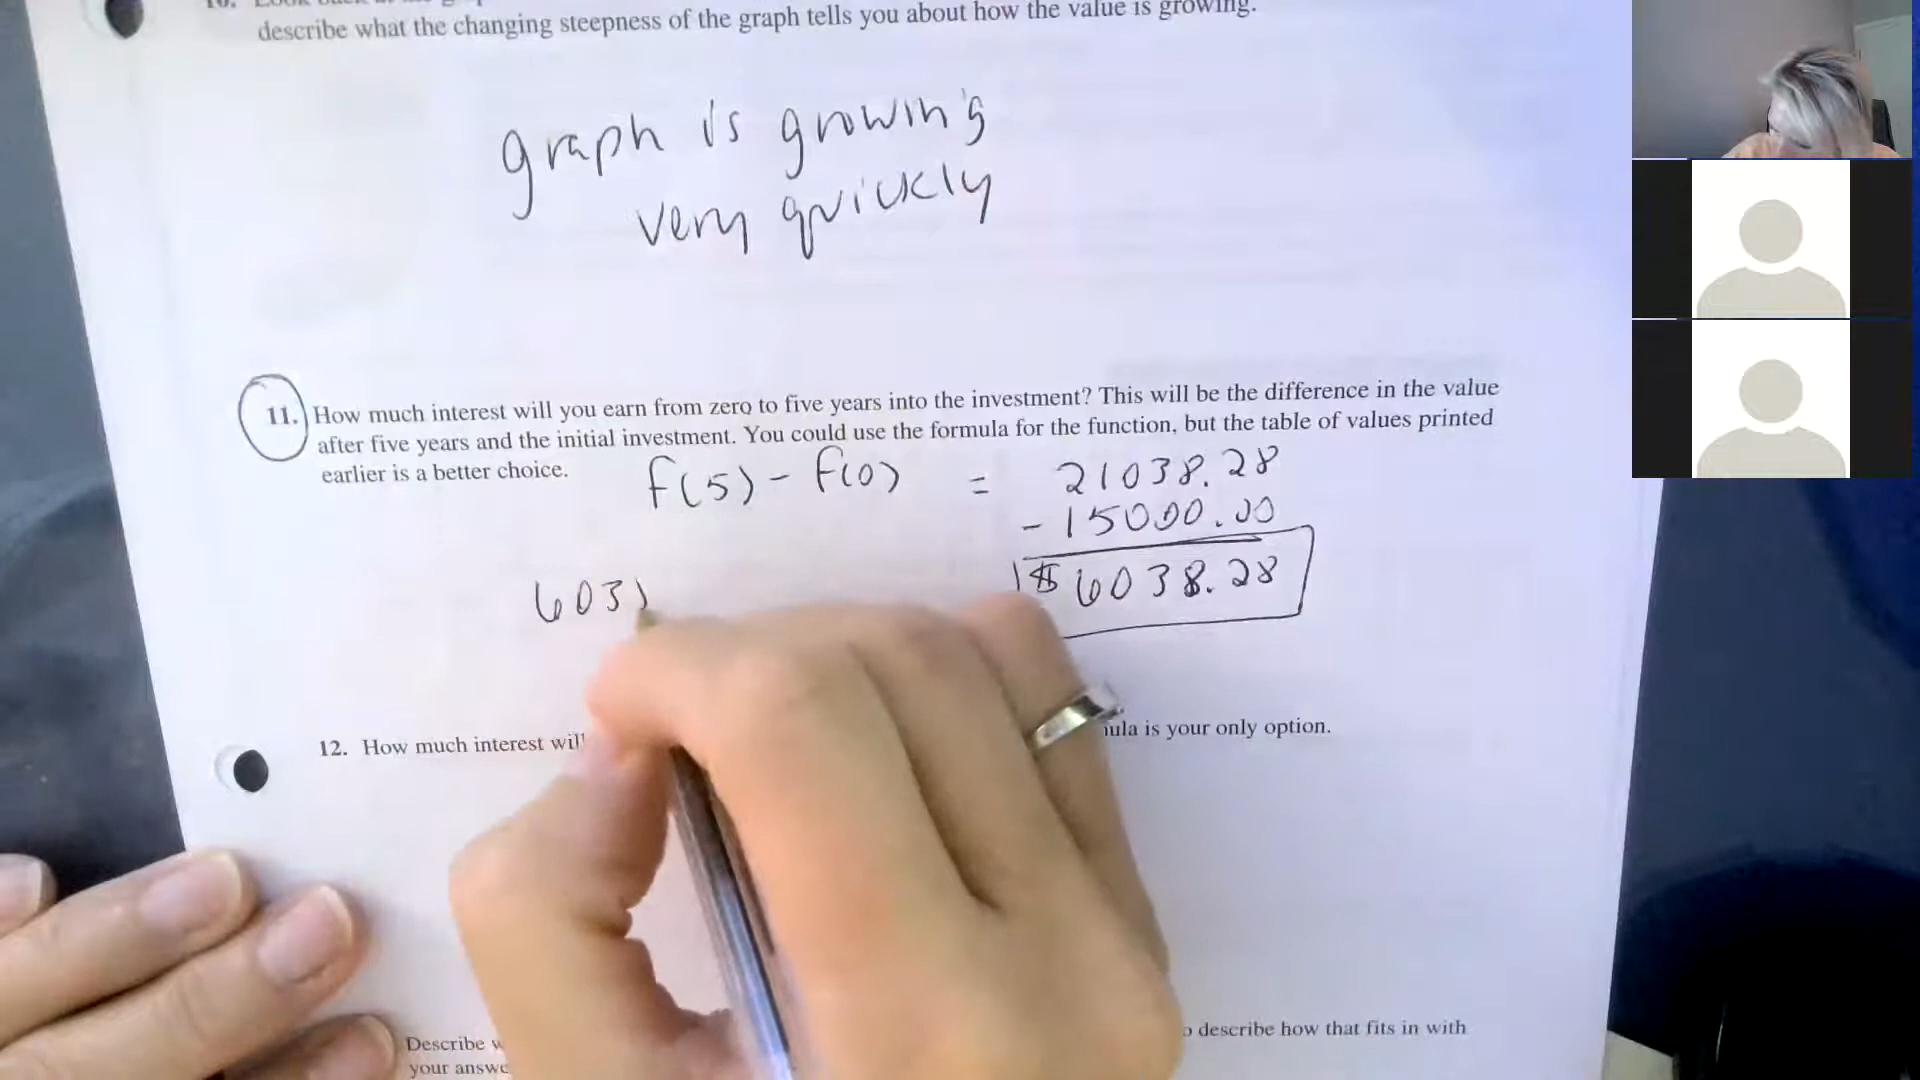 describe what the changing steepness of the graph tells you about how the value is growing.
graph is growing
very quickly
11. How much interest will you earn from zero to five years into the investment? This will be the difference in the value
after five years and the initial investment. You could use the formula for the function, but the table of values printed
earlier is a better choice.
f(5) - f(0) = 21038.28
- 15000.00
$6038.28
603
12. How much interest will is your only option.
Describe describe how that fits in with
your